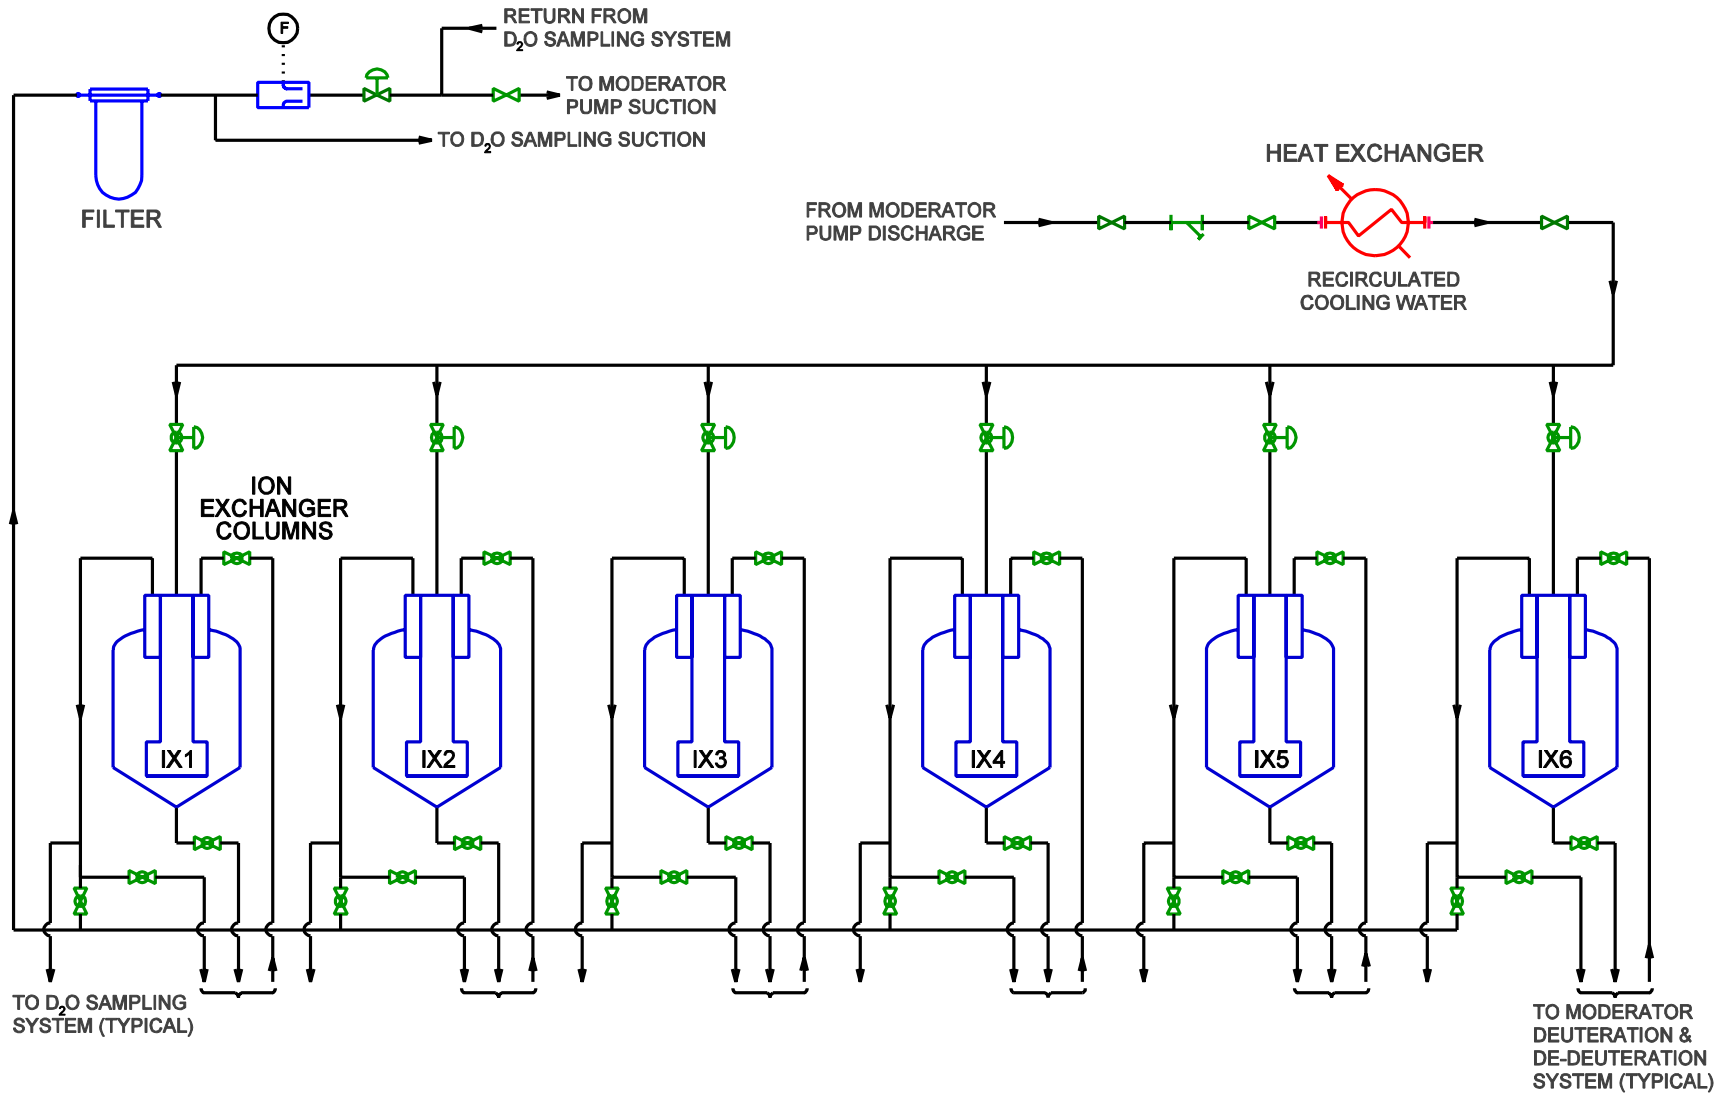 F
RETURN FROM
D2O SAMPLING SYSTEM
TO MODERATOR
PUMP SUCTION
TO D2O SAMPLING SUCTION
FILTER
HEAT EXCHANGER
FROM MODERATOR
PUMP DISCHARGE
RECIRCULATED
COOLING WATER
ION
EXCHANGER
COLUMNS
IX1
IX2
IX3
IX4
IX5
IX6
TO D2O SAMPLING
SYSTEM (TYPICAL)
TO MODERATOR
DEUTERATION &
DE-DEUTERATION
SYSTEM (TYPICAL)